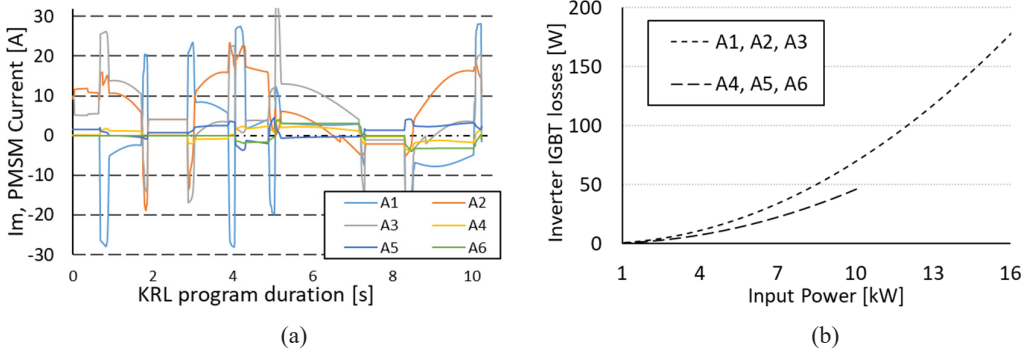 Im, PMSM Current [A]
30
20
10
0
-10
-20
-30
A1 A2
A3 A4
A5 A6
0 2 4 6 8 10
KRL program duration [s]
(a)
Inverter IGBT losses [W]
200
150
100
50
0
A1, A2, A3
A4, A5, A6
1 4 7 10 13 16
Input Power [kW]
(b)